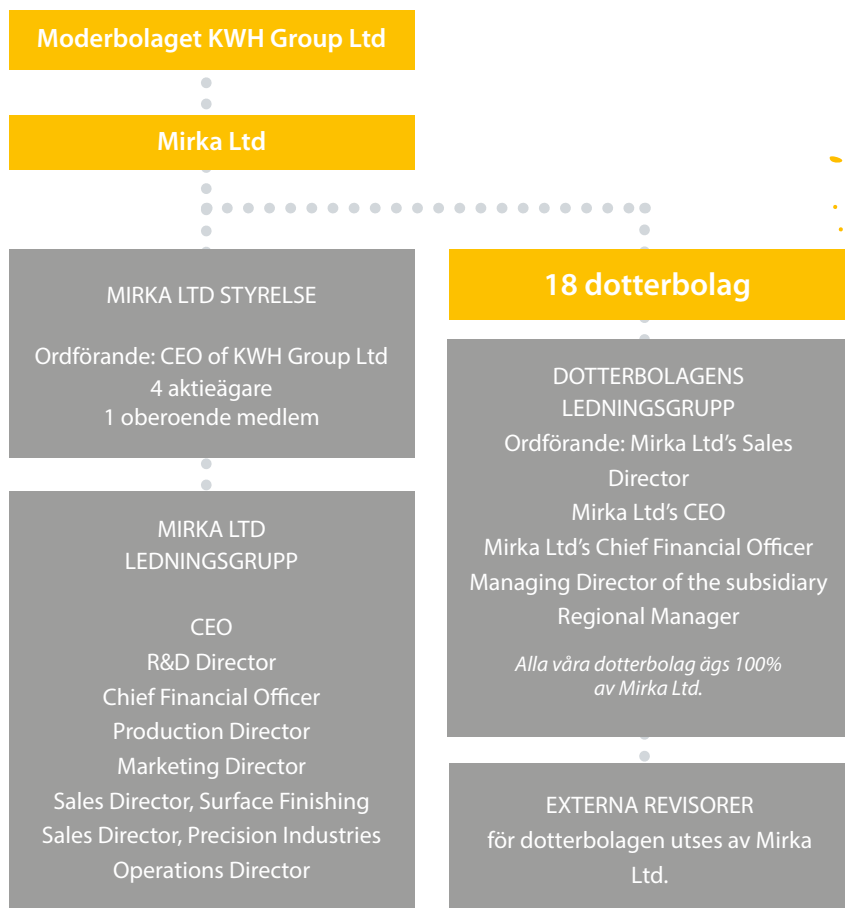 Moderbolaget KWH Group Ltd
Mirka Ltd
MIRKA LTD STYRELSE
Ordförande: CEO of KWH Group Ltd
4 aktieägare
1 oberoende medlem
MIRKA LTD
LEDNINGSGRUPP
CEO
R&D Director
Chief Financial Officer
Production Director
Marketing Director
Sales Director, Surface Finishing
Sales Director, Precision Industries
Operations Director
18 dotterbolag
DOTTERBOLAGENS
LEDNINGSGRUPP
Ordförande: Mirka Ltd’s Sales
Director
Mirka Ltd’s CEO
Mirka Ltd’s Chief Financial Officer
Managing Director of the subsidiary
Regional Manager
Alla våra dotterbolag ägs 100%
av Mirka Ltd.
EXTERNA REVISORER
för dotterbolagen utses av Mirka
Ltd.